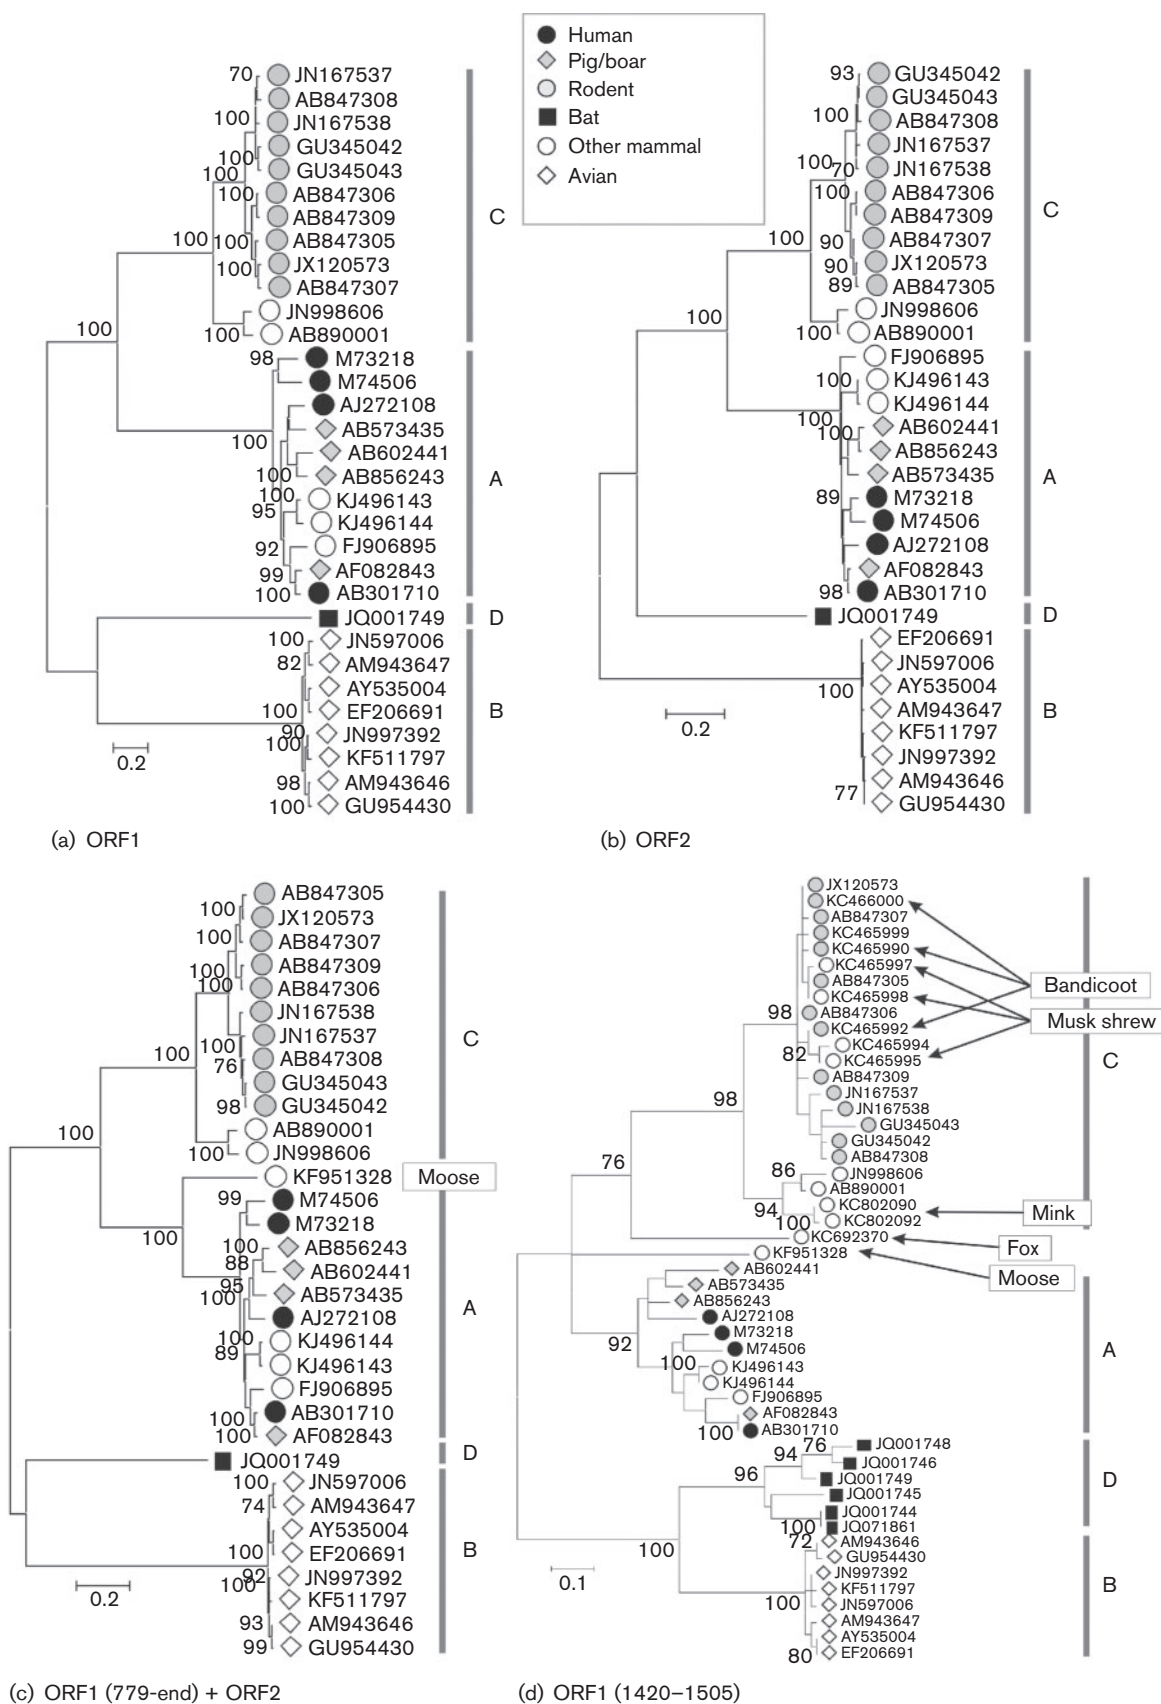 Human
Pig/boar
Rodent
Bat
Other mammal
Avian
70
JN167537
AB847308
100
JN167538
GU345042
100
GU345043
100
100
AB847306
AB847309
C
100
100
AB847305
JX120573
100
AB847307
JN998606
100
100
AB890001
98
M73218
M74506
AJ272108
AB573435
100
AB602441
100
AB856243
A
100
KJ496143
95
KJ496144
92
FJ906895
99
AF082843
100
AB301710
JQ001749
D
100
JN597006
82
AM943647
AY535004
100
EF206691
B
90
JN997392
100
KF511797
98
AM943646
100
GU954430
0.2
(a) ORF1
93
GU345042
GU345043
100
AB847308
JN167537
100
70
JN167538
100
AB847306
AB847309
C
100
90
AB847307
90
JX120573
89
AB847305
JN998606
100
100
AB890001
FJ906895
100
KJ496143
KJ496144
100
100
AB602441
AB856243
AB573435
A
89
M73218
M74506
AJ272108
AF082843
98
AB301710
JQ001749
D
EF206691
JN597006
100
AY535004
AM943647
B
KF511797
JN997392
AM943646
77
GU954430
0.2
(b) ORF2
AB847305
100
JX120573
100
AB847307
AB847309
100
100
AB847306
JN167538
JN167537
C
100
100
AB847308
76
GU345043
98
GU345042
AB890001
100
100
JN998606
KF951328
Moose
99
M74506
M73218
100
100
AB856243
88
AB602441
95
100
AB573435
AJ272108
A
100
KJ496144
89
KJ496143
FJ906895
100
AB301710
100
AF082843
JQ001749
D
100
JN597006
74
AM943647
AY535004
100
EF206691
B
92
100
JN997392
KF511797
93
AM943646
99
GU954430
0.2
(c) ORF1 (779-end) + ORF2
JX120573
KC466000
AB847307
KC465999
KC465990
KC465997
AB847305
Bandicoot
KC465998
98
AB847306
Musk shrew
KC465992
KC465994
82
KC465995
C
AB847309
JN167537
98
JN167538
GU345043
GU345042
AB847308
76
86
JN998606
AB890001
94
KC802090
100
KC802092
Mink
KC692370
Fox
KF951328
Moose
AB602441
AB573435
AB856243
AJ272108
M73218
92
M74506
A
100
KJ496143
KJ496144
FJ906895
AF082843
100
AB301710
76
JQ001748
94
JQ001746
96
JQ001749
D
JQ001745
JQ001744
100
JQ071861
72
AM943646
100
GU954430
JN997392
KF511797
B
100
JN597006
AM943647
AY535004
80
EF206691
0.1
(d) ORF1 (1420–1505)